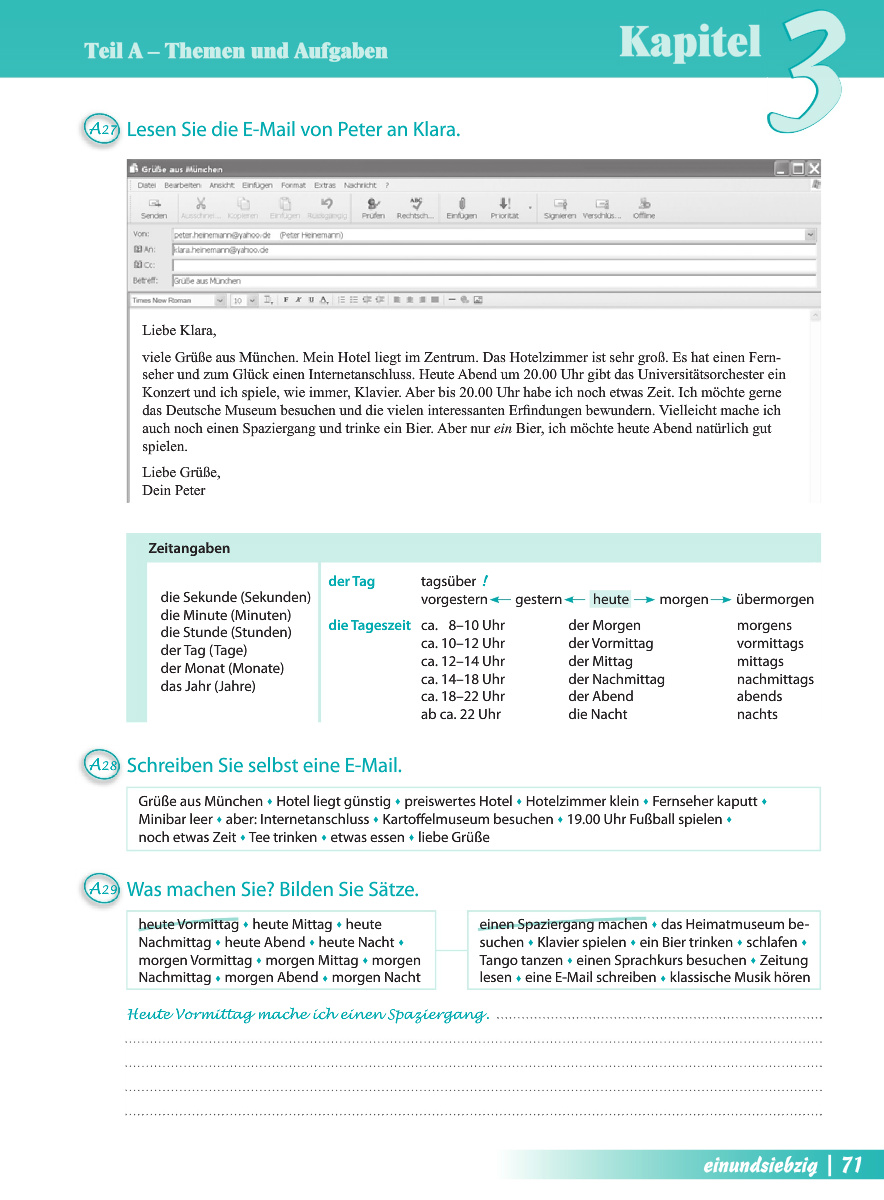 Teil A – Themen und Aufgaben
Kapitel 3
A27 Lesen Sie die E-Mail von Peter an Klara.
Grüße aus München
Datei Bearbeiten Ansicht Einfügen Format Extras Nachricht ?
Senden Ausschnei... Kopieren Einfügen Rückgängig Prüfen Rechtsch... Einfügen Priorität Signieren Verschlüs... Offline
Von: peter.heinemann@yahoo.de (Peter Heinemann)
An: klara.heinemann@yahoo.de
Cc:
Betreff: Grüße aus München
Times New Roman 10 F K U A
Liebe Klara,
viele Grüße aus München. Mein Hotel liegt im Zentrum. Das Hotelzimmer ist sehr groß. Es hat einen Fern-
seher und zum Glück einen Internetanschluss. Heute Abend um 20.00 Uhr gibt das Universitätsorchester ein
Konzert und ich spiele, wie immer, Klavier. Aber bis 20.00 Uhr habe ich noch etwas Zeit. Ich möchte gerne
das Deutsche Museum besuchen und die vielen interessanten Erfindungen bewundern. Vielleicht mache ich
auch noch einen Spaziergang und trinke ein Bier. Aber nur ein Bier, ich möchte heute Abend natürlich gut
spielen.
Liebe Grüße,
Dein Peter
Zeitangaben
die Sekunde (Sekunden)
die Minute (Minuten)
die Stunde (Stunden)
der Tag (Tage)
der Monat (Monate)
das Jahr (Jahre)
der Tag tagsüber !
vorgestern gestern heute morgen übermorgen
die Tageszeit ca. 8–10 Uhr der Morgen morgens
ca. 10–12 Uhr der Vormittag vormittags
ca. 12–14 Uhr der Mittag mittags
ca. 14–18 Uhr der Nachmittag nachmittags
ca. 18–22 Uhr der Abend abends
ab ca. 22 Uhr die Nacht nachts
A28 Schreiben Sie selbst eine E-Mail.
Grüße aus München ♦ Hotel liegt günstig ♦ preiswertes Hotel ♦ Hotelzimmer klein ♦ Fernseher kaputt ♦
Minibar leer ♦ aber: Internetanschluss ♦ Kartoffelmuseum besuchen ♦ 19.00 Uhr Fußball spielen ♦
noch etwas Zeit ♦ Tee trinken ♦ etwas essen ♦ liebe Grüße
A29 Was machen Sie? Bilden Sie Sätze.
heute Vormittag ♦ heute Mittag ♦ heute
Nachmittag ♦ heute Abend ♦ heute Nacht ♦
morgen Vormittag ♦ morgen Mittag ♦ morgen
Nachmittag ♦ morgen Abend ♦ morgen Nacht
einen Spaziergang machen ♦ das Heimatmuseum be-
suchen ♦ Klavier spielen ♦ ein Bier trinken ♦ schlafen ♦
Tango tanzen ♦ einen Sprachkurs besuchen ♦ Zeitung
lesen ♦ eine E-Mail schreiben ♦ klassische Musik hören
Heute Vormittag mache ich einen Spaziergang.
einundsiebzig | 71